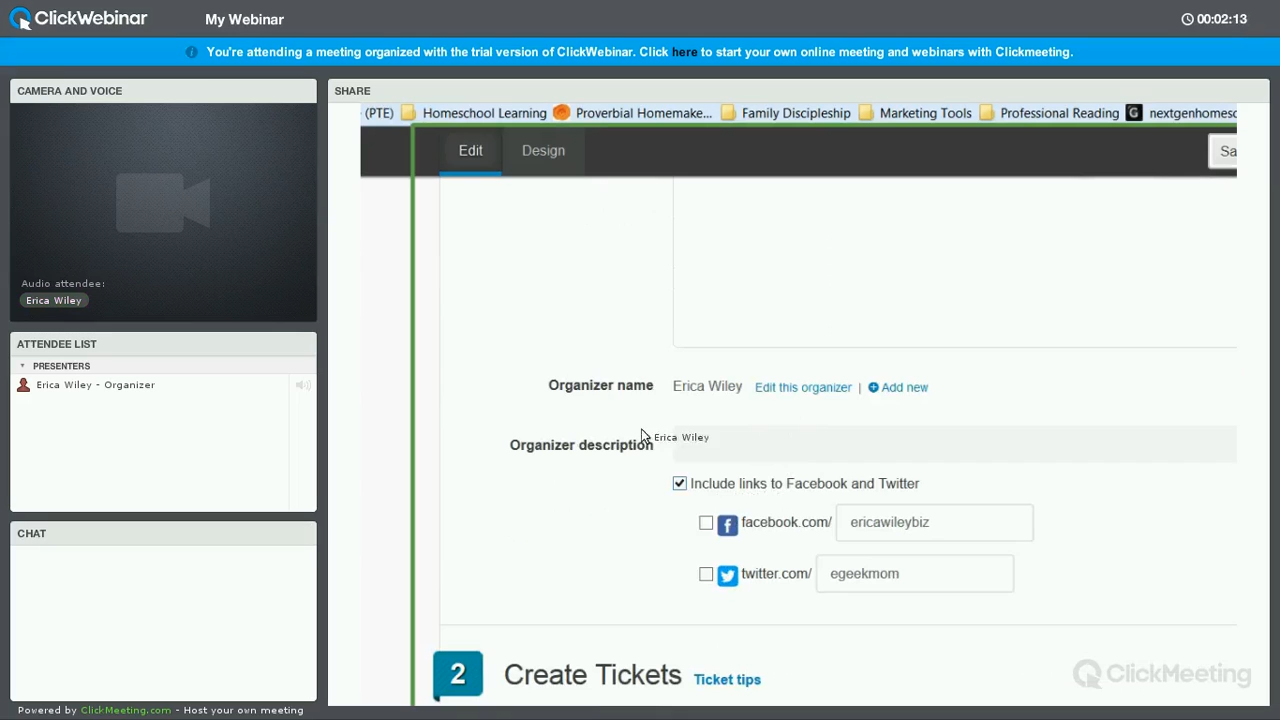 ClickWebinar
My Webinar
00:02:13
You're attending a meeting organized with the trial version of ClickWebinar. Click here to start your own online meeting and webinars with Clickmeeting.
CAMERA AND VOICE
Audio attendee:
Erica Wiley
ATTENDEE LIST
PRESENTERS
Erica Wiley - Organizer
CHAT
Powered by ClickMeeting.com - Host your own meeting
SHARE
(PTE) Homeschool Learning Proverbial Homemake... Family Discipleship Marketing Tools Professional Reading nextgenhomesc
Edit Design Sa
Organizer name Erica Wiley Edit this organizer | Add new
Organizer description Erica Wiley
Include links to Facebook and Twitter
f facebook.com/ ericawileybiz
twitter.com/ egeekmom
2 Create Tickets Ticket tips
ClickMeeting